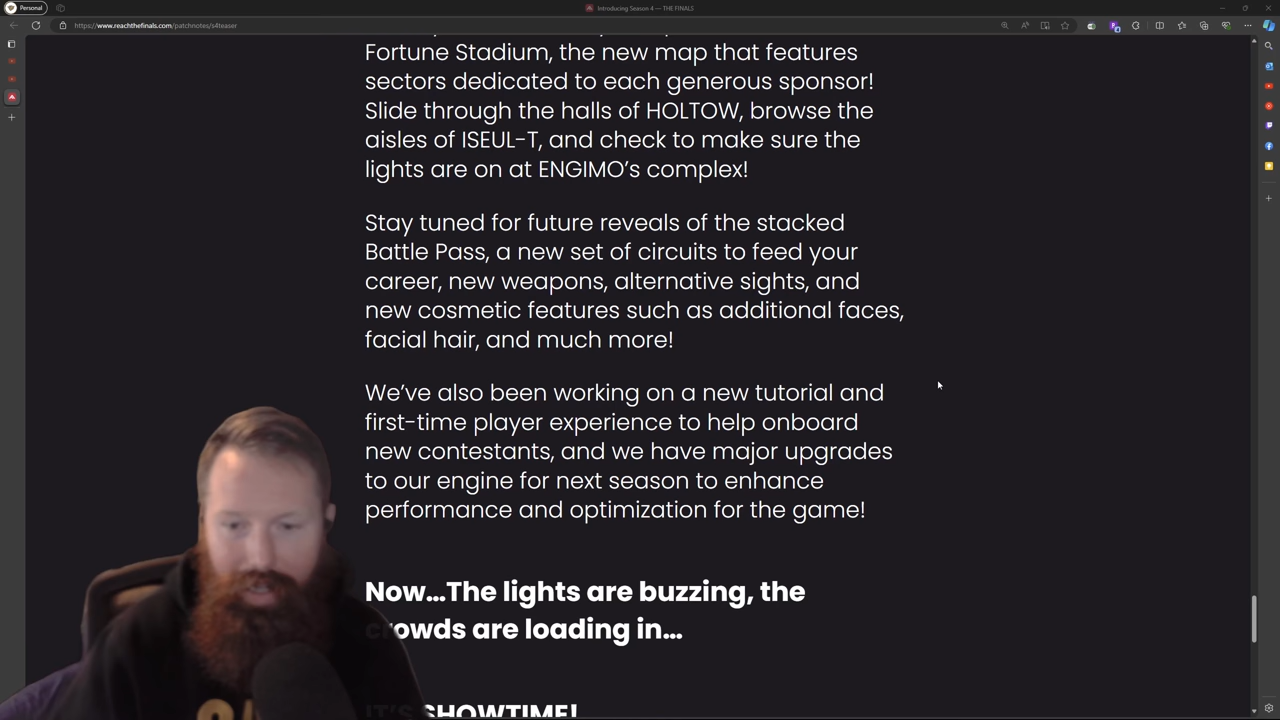 Personal
Introducing Season 4 — THE FINALS
https://www.reachthefinals.com/patchnotes/s4teaser
Fortune Stadium, the new map that features
sectors dedicated to each generous sponsor!
Slide through the halls of HOLTOW, browse the
aisles of ISEUL-T, and check to make sure the
lights are on at ENGIMO’s complex!
Stay tuned for future reveals of the stacked
Battle Pass, a new set of circuits to feed your
career, new weapons, alternative sights, and
new cosmetic features such as additional faces,
facial hair, and much more!
We’ve also been working on a new tutorial and
first-time player experience to help onboard
new contestants, and we have major upgrades
to our engine for next season to enhance
performance and optimization for the game!
Now...The lights are buzzing, the
crowds are loading in...
IT’S SHOWTIME!